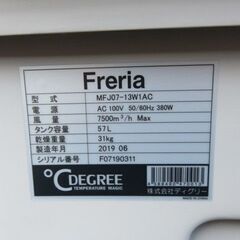 Freria
型式 MFJ07-13W1AC
電源 AC 100V 50/60Hz 380W
風量 7500m³/h Max
タンク容量 57L
乾燥重量 31kg
製造年月 2019 06
シリアル番号 F07190311
℃DEGREE
TEMPERATURE MAGIC
株式会社ディグリー